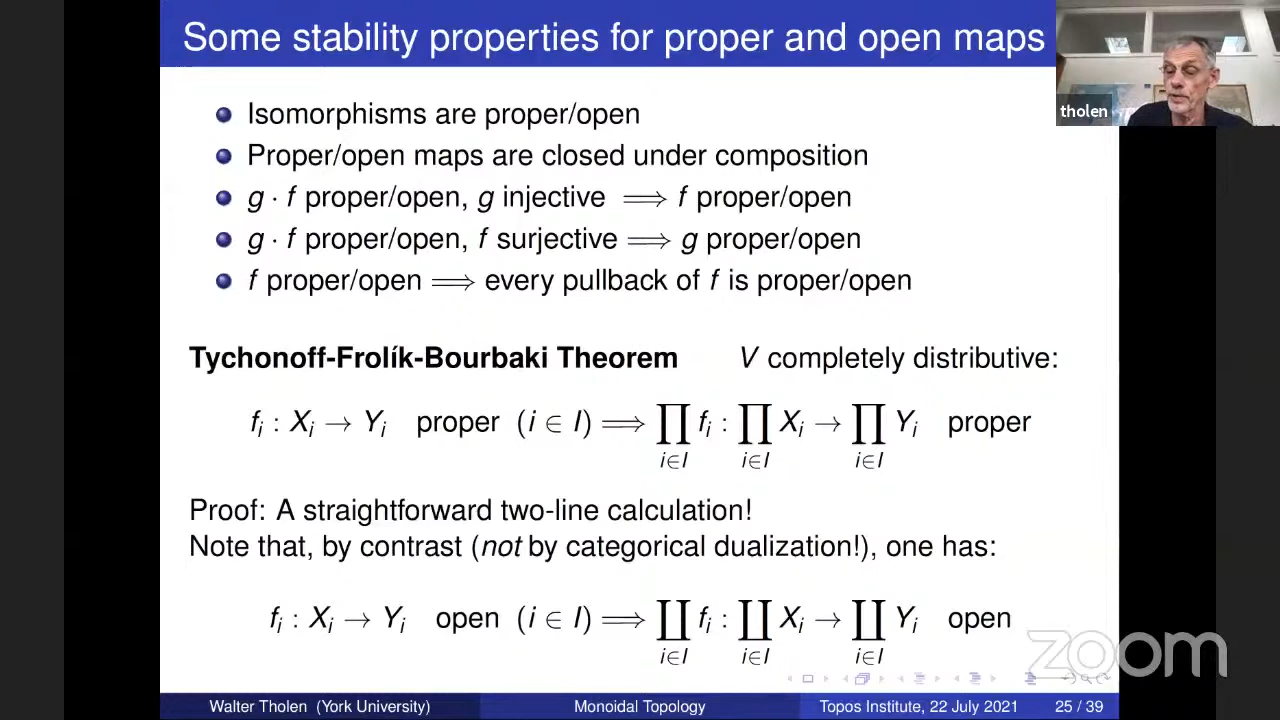 Some stability properties for proper and open maps
tholen
Isomorphisms are proper/open
Proper/open maps are closed under composition
g · f proper/open, g injective ⟹ f proper/open
g · f proper/open, f surjective ⟹ g proper/open
f proper/open ⟹ every pullback of f is proper/open
Tychonoff-Frolík-Bourbaki Theorem V completely distributive:
f_i : X_i → Y_i proper (i ∈ I) ⟹ ∏_{i∈I} f_i : ∏_{i∈I} X_i → ∏_{i∈I} Y_i proper
Proof: A straightforward two-line calculation!
Note that, by contrast (not by categorical dualization!), one has:
f_i : X_i → Y_i open (i ∈ I) ⟹ ∐_{i∈I} f_i : ∐_{i∈I} X_i → ∐_{i∈I} Y_i open
zoom
Walter Tholen (York University) Monoidal Topology Topos Institute, 22 July 2021 25 / 39